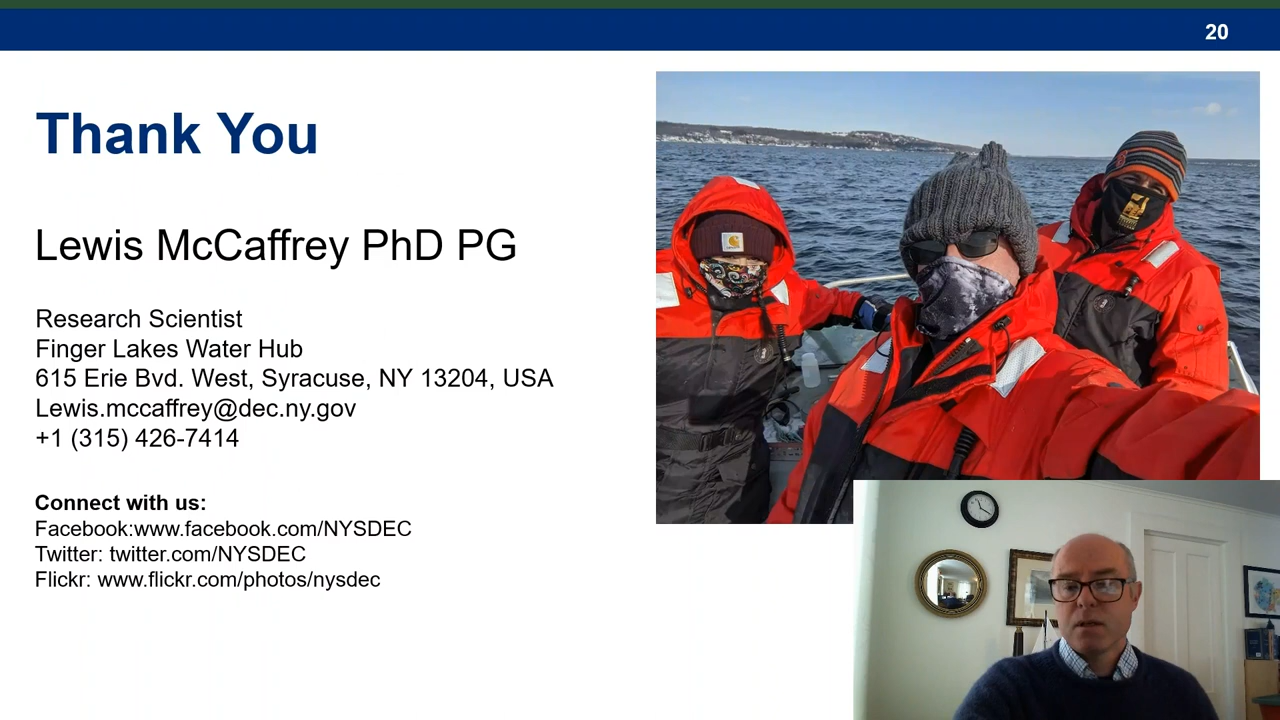 20
Thank You
Lewis McCaffrey PhD PG
Research Scientist
Finger Lakes Water Hub
615 Erie Bvd. West, Syracuse, NY 13204, USA
Lewis.mccaffrey@dec.ny.gov
+1 (315) 426-7414
Connect with us:
Facebook:www.facebook.com/NYSDEC
Twitter: twitter.com/NYSDEC
Flickr: www.flickr.com/photos/nysdec